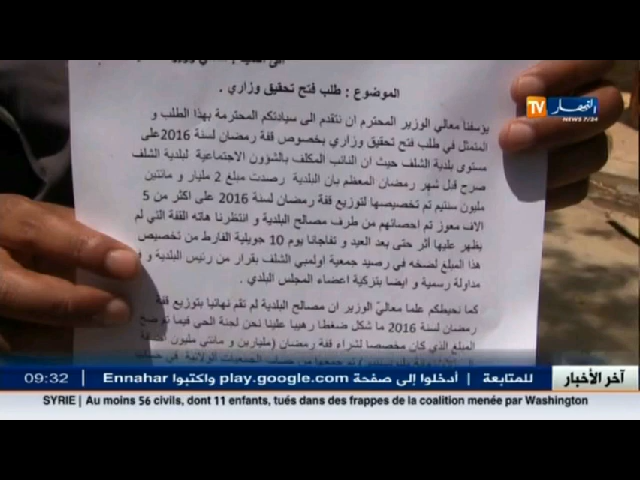 الموضوع : طلب فتح تحقيق وزاري .
TV النهار
NEWS 7/24
يؤسفنا معالي الوزير المحترم ان نتقدم الى سيادتكم المحترمة بهذا الطلب و
المتمثل في طلب فتح تحقيق وزاري بخصوص قفة رمضان لسنة 2016 على
مستوى بلدية الشلف حيث ان النائب المكلف بالشؤون الاجتماعية لبلدية الشلف
صرح قبل شهر رمضان المعظم بان البلدية رصدت مبلغ 2 مليار و مائتين
مليون سنتيم تم تخصيصها لتوزيع قفة رمضان لسنة 2016 على اكثر من 5
الاف معوز تم احصائهم من طرف مصالح البلدية و انتظرنا هاته القفة التي لم
يظهر عليها أثر حتى بعد العيد و تفاجانا يوم 10 جويلية الفارط من تخصيص
هذا المبلغ لضخه في رصيد جمعية اولمبي الشلف بقرار من رئيس البلدية و
مداولة رسمية و ايضا بتزكية اعضاء المجلس البلدي .
كما نحيطكم علما معالي الوزير ان مصالح البلدية لم تقم نهائيا بتوزيع قفة
رمضان لسنة 2016 ما شكل ضغطا رهيبا علينا نحن لجنة الحي فيما تم ضخ
المبلغ الذي كان مخصصا لشراء قفة رمضان (مليارين و مائتي مليون
09:32
للمتابعة | أدخلوا إلى صفحة play.google.com واكتبوا Ennahar
آخر الأخبار
SYRIE | Au moins 56 civils, dont 11 enfants, tués dans des frappes de la coalition menée par Washington